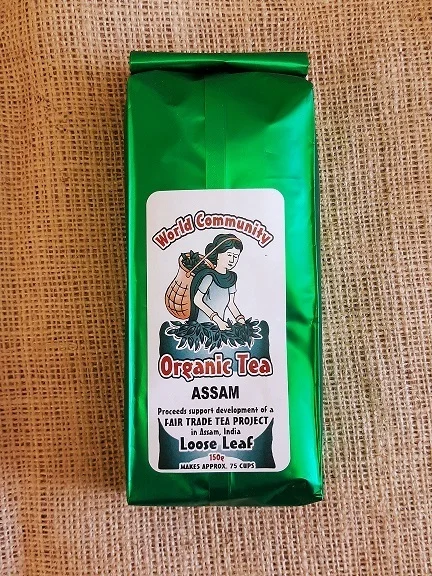 World Community
Organic Tea
ASSAM
Proceeds support development of a
FAIR TRADE TEA PROJECT
in Assam, India
Loose Leaf
150g
MAKES APPROX. 75 CUPS